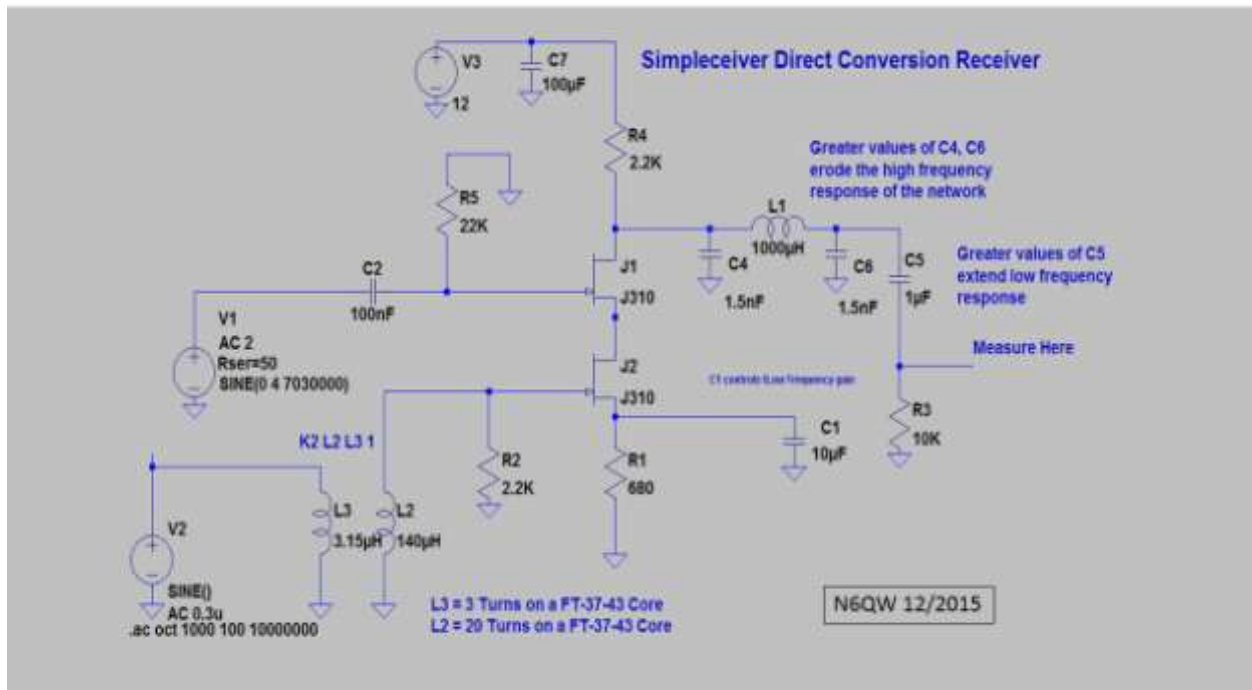 Simpleceiver Direct Conversion Receiver
V3
12
C7
100µF
R4
2.2K
Greater values of C4, C6
erode the high frequency
response of the network
R5
22K
L1
1000µH
C4
1.5nF
C6
1.5nF
C5
1µF
Greater values of C5
extend low frequency
response
C2
100nF
J1
J310
V1
AC 2
Rser=50
SINE(0 4 7030000)
Measure Here
J2
J310
C1 controls
frequency gain
R3
10K
C1
10µF
K2 L2 L3 1
R2
2.2K
R1
680
L3
3.15µH
L2
140µH
V2
SINE()
AC 0.3u
.ac oct 1000 100 10000000
L3 = 3 Turns on a FT-37-43 Core
L2 = 20 Turns on a FT-37-43 Core
N6QW 12/2015